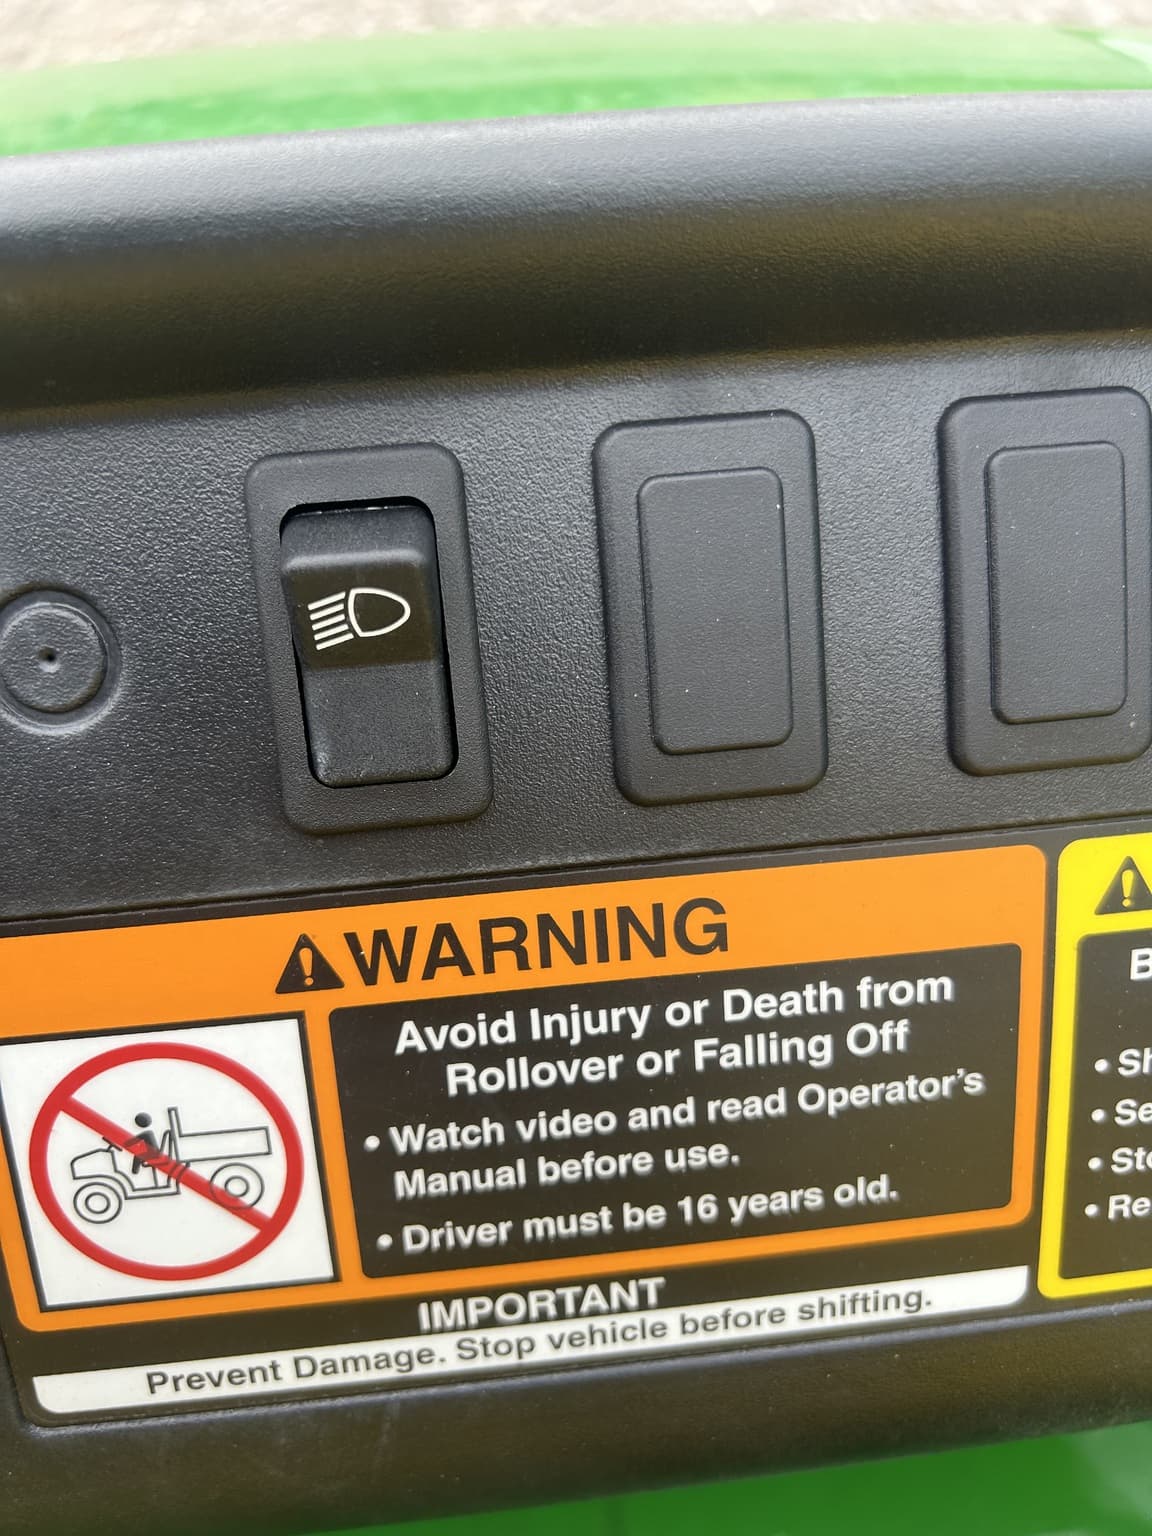 WARNING
Avoid Injury or Death from
Rollover or Falling Off
• Watch video and read Operator's
Manual before use.
• Driver must be 16 years old.
IMPORTANT
Prevent Damage. Stop vehicle before shifting.